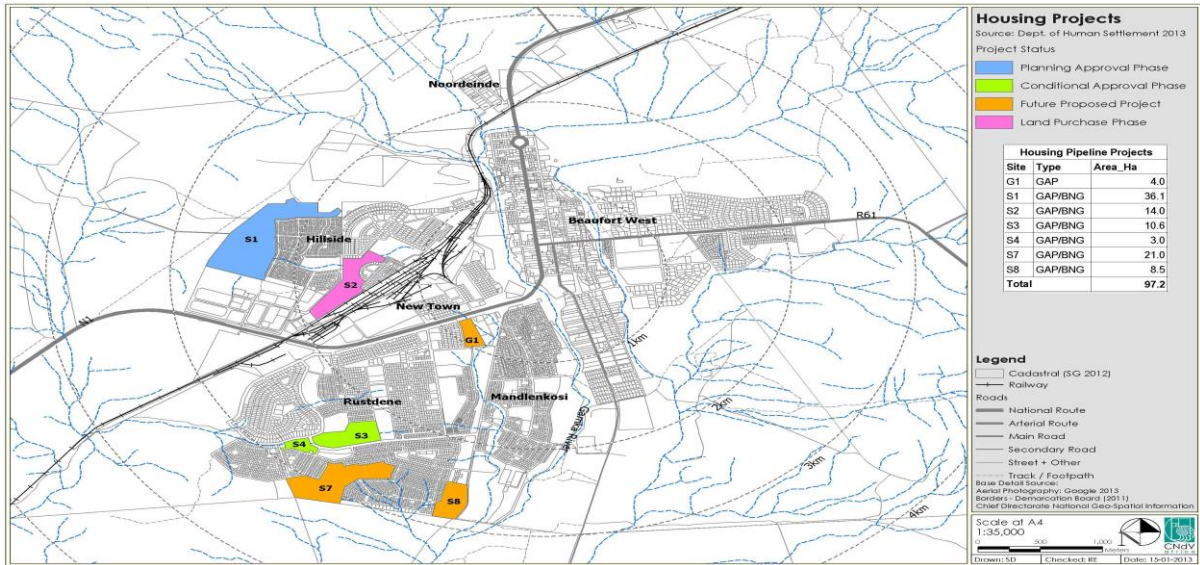 Noordeinde
Beaufort West
R61
S1
Hillside
S2
New Town
N1
G1
1km
Rustdene
Mandlenkosi
Gamka River
2km
S4
S3
3km
S7
S8
4km
Housing Projects
Source: Dept. of Human Settlement 2013
Project Status
Planning Approval Phase
Conditional Approval Phase
Future Proposed Project
Land Purchase Phase
Housing Pipeline Projects
Site Type Area_Ha
G1 GAP 4.0
S1 GAP/BNG 36.1
S2 GAP/BNG 14.0
S3 GAP/BNG 10.6
S4 GAP/BNG 3.0
S7 GAP/BNG 21.0
S8 GAP/BNG 8.5
Total 97.2
Legend
Cadastral (SG 2012)
Railway
Roads
National Route
Arterial Route
Main Road
Secondary Road
Street + Other
Track / Footpath
Base Detail Source:
Aerial Photography: Google 2013
Borders - Demarcation Board (2011)
Chief Directorate National Geo-Spatial Information
Scale at A4
1:35,000
0 500 1,000
Meters
CNdV
africa
Drawn: SD Checked: RE Date: 15-01-2013